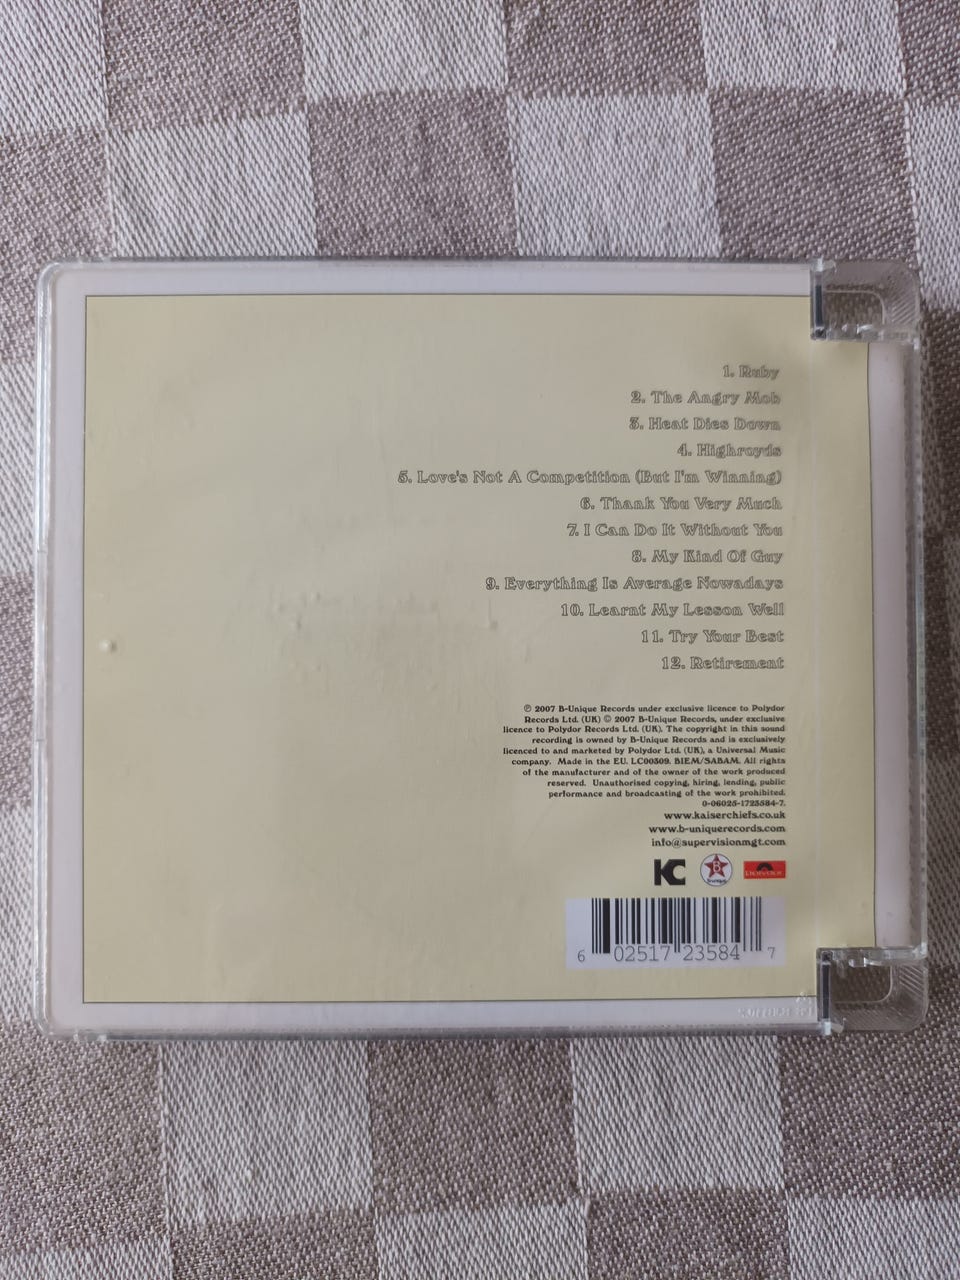 1. Ruby
2. The Angry Mob
3. Heat Dies Down
4. Highroyds
5. Love's Not A Competition (But I'm Winning)
6. Thank You Very Much
7. I Can Do It Without You
8. My Kind Of Guy
9. Everything Is Average Nowadays
10. Learnt My Lesson Well
11. Try Your Best
12. Retirement
℗ 2007 B-Unique Records under exclusive licence to Polydor
Records Ltd. (UK) © 2007 B-Unique Records, under exclusive
licence to Polydor Records Ltd. (UK). The copyright in this sound
recording is owned by B-Unique Records and is exclusively
licenced to and marketed by Polydor Ltd. (UK), a Universal Music
company. Made in the EU. LC00309. BIEM/SABAM. All rights
of the manufacturer and of the owner of the work produced
reserved. Unauthorised copying, hiring, lending, public
performance and broadcasting of the work prohibited.
0-06025-1723584-7.
www.kaiserchiefs.co.uk
www.b-uniquerecords.com
info@supervisionmgt.com
KC B Polydor
6 02517 23584 7